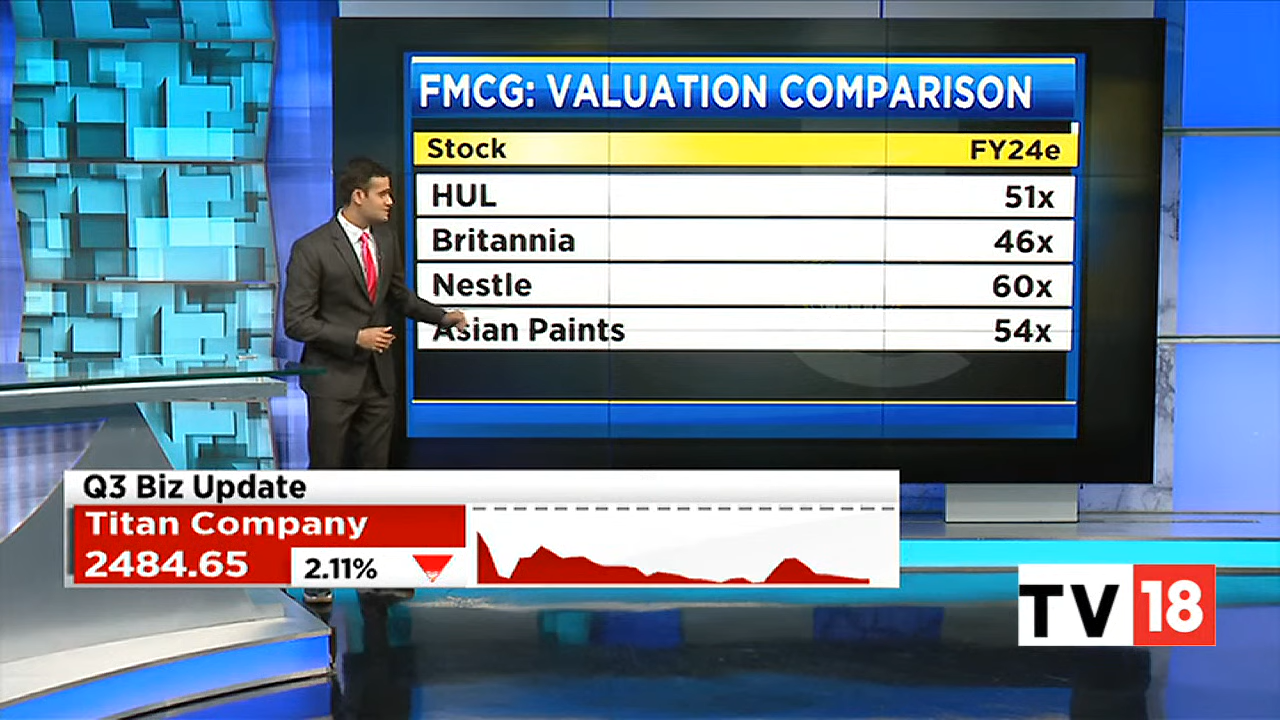 FMCG: VALUATION COMPARISON
Stock FY24e
HUL 51x
Britannia 46x
Nestle 60x
Asian Paints 54x
Q3 Biz Update
Titan Company
2484.65 2.11%
TV18